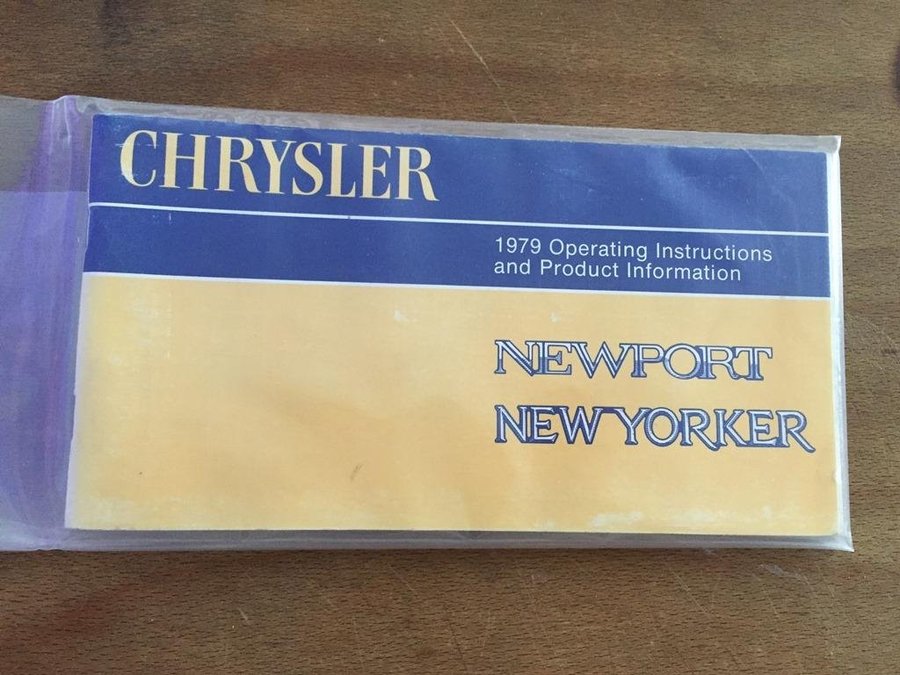 CHRYSLER
1979 Operating Instructions
and Product Information
NEWPORT
NEW YORKER